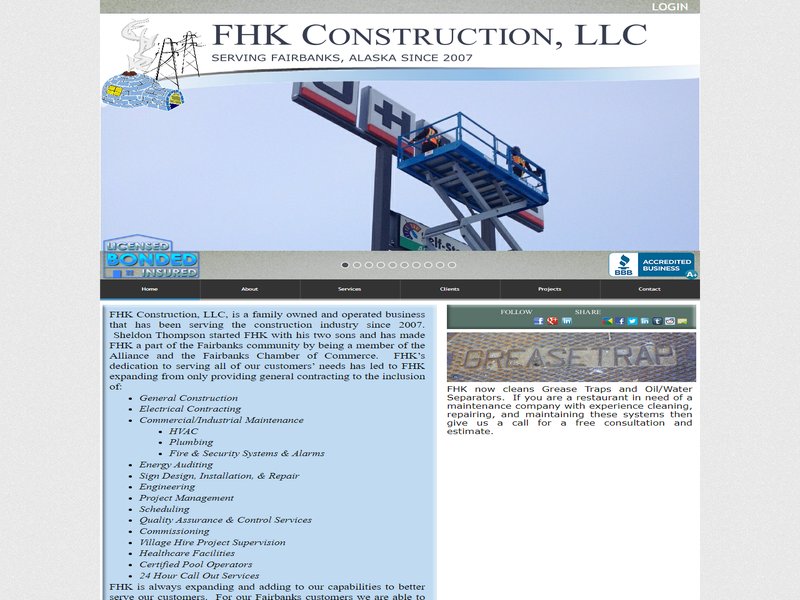 LOGIN
FHK CONSTRUCTION, LLC
SERVING FAIRBANKS, ALASKA SINCE 2007
H
elf-St
LICENSED
BONDED
INSURED
BBB
ACCREDITED
BUSINESS
A+
Home
About
Services
Clients
Projects
Contact
FHK Construction, LLC, is a family owned and operated business
that has been serving the construction industry since 2007.
Sheldon Thompson started FHK with his two sons and has made
FHK a part of the Fairbanks community by being a member of the
Alliance and the Fairbanks Chamber of Commerce. FHK's
dedication to serving all of our customers' needs has led to FHK
expanding from only providing general contracting to the inclusion
of:
• General Construction
• Electrical Contracting
• Commercial/Industrial Maintenance
• HVAC
• Plumbing
• Fire & Security Systems & Alarms
• Energy Auditing
• Sign Design, Installation, & Repair
• Engineering
• Project Management
• Scheduling
• Quality Assurance & Control Services
• Commissioning
• Village Hire Project Supervision
• Healthcare Facilities
• Certified Pool Operators
• 24 Hour Call Out Services
FHK is always expanding and adding to our capabilities to better
serve our customers. For our Fairbanks customers we are able to
FOLLOW
SHARE
GREASE TRAP
FHK now cleans Grease Traps and Oil/Water
Separators. If you are a restaurant in need of a
maintenance company with experience cleaning,
repairing, and maintaining these systems then
give us a call for a free consultation and
estimate.